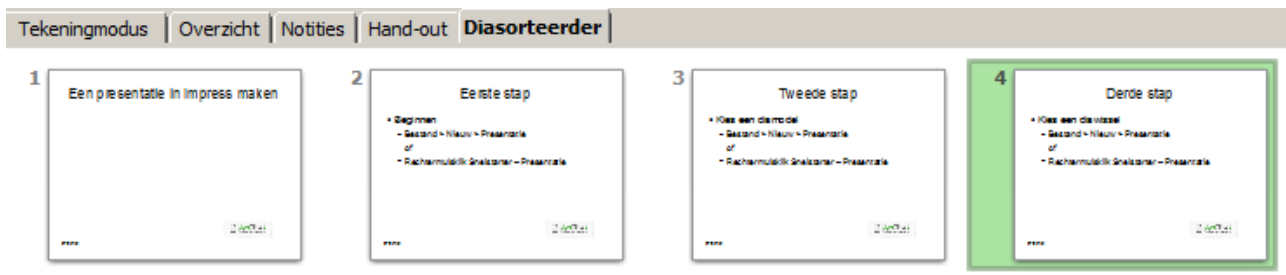 Tekeningmodus Overzicht Notities Hand-out Diasorteerder
1
Een presentatie in Impress maken
2
Eerste stap
• Beginnen
– Bestand > Nieuw > Presentatie
of
– Rechtermuisklik Snelstarter – Presentatie
3
Tweede stap
• Kies een diamodel
– Bestand > Nieuw > Presentatie
of
– Rechtermuisklik Snelstarter – Presentatie
4
Derde stap
• Kies een diawissel
– Bestand > Nieuw > Presentatie
of
– Rechtermuisklik Snelstarter – Presentatie